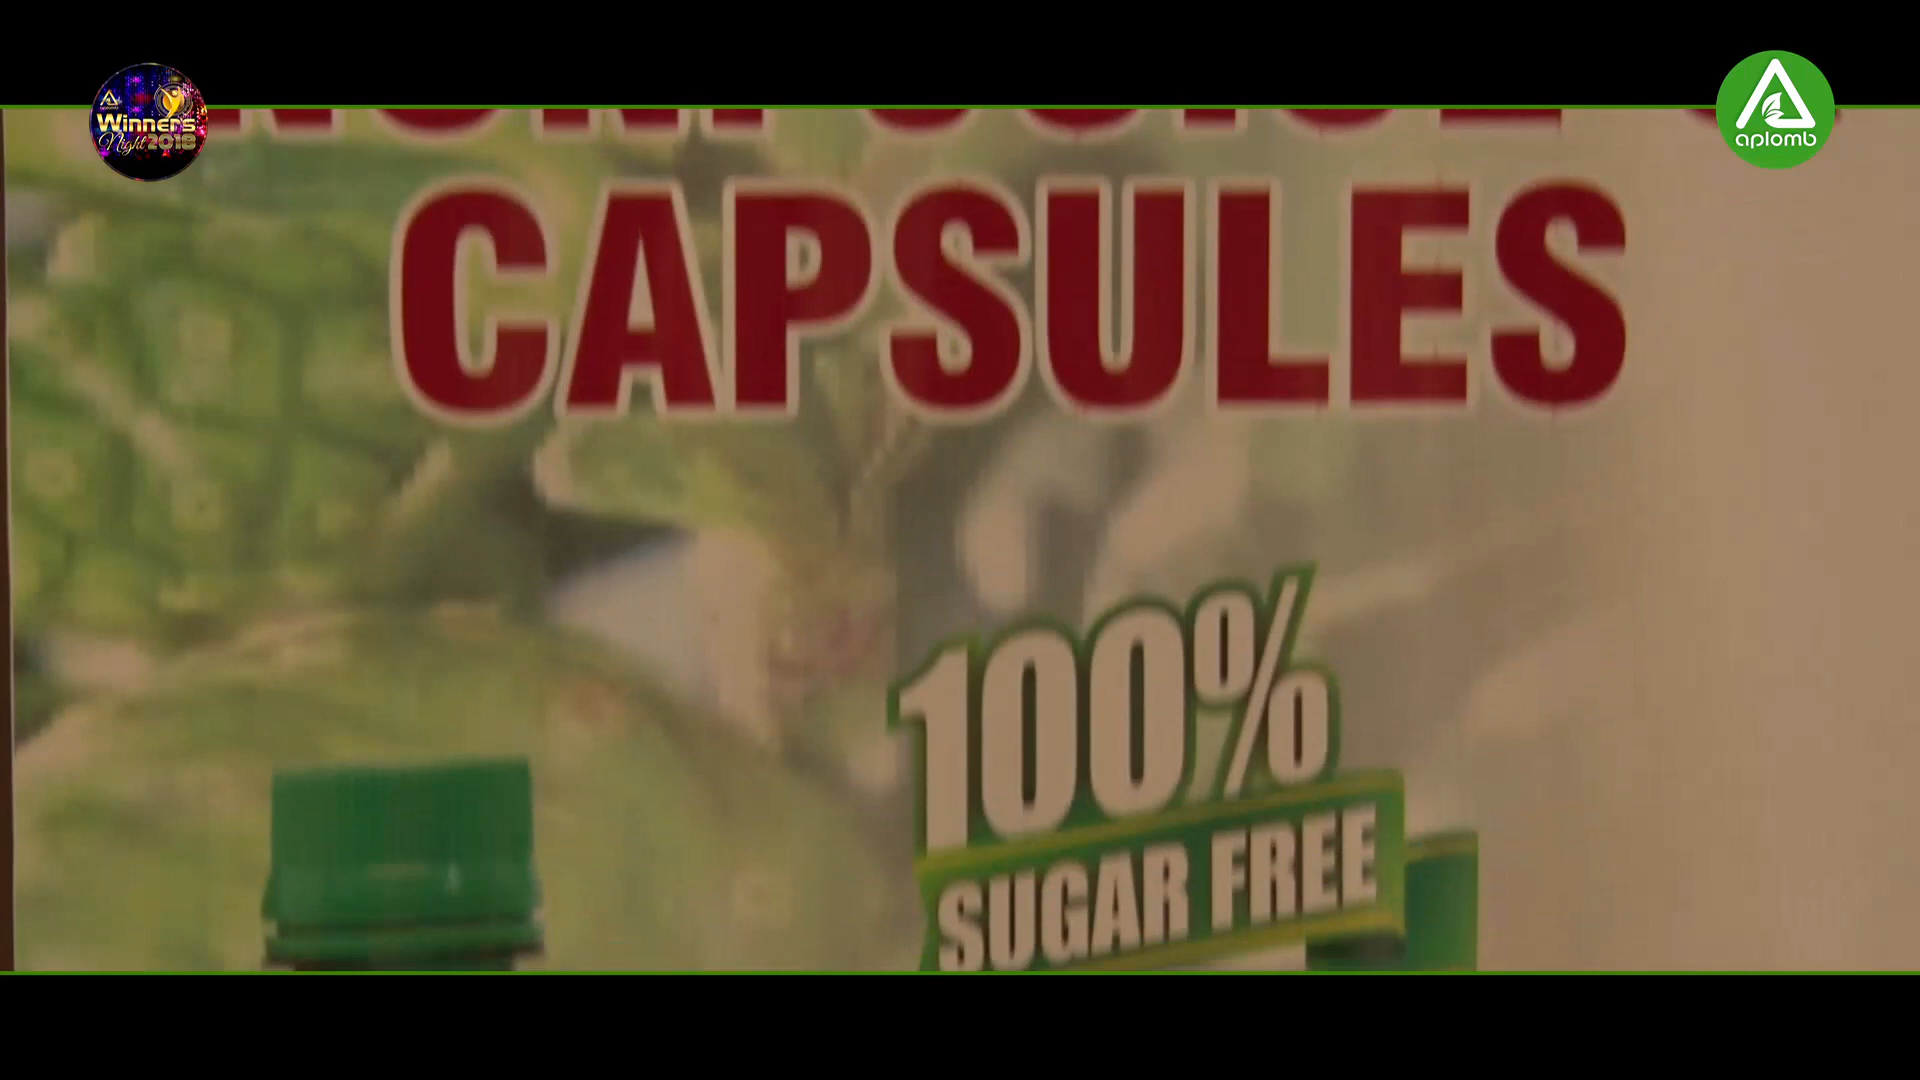 Winners
Night 2018
aplomb
CAPSULES
100%
SUGAR FREE